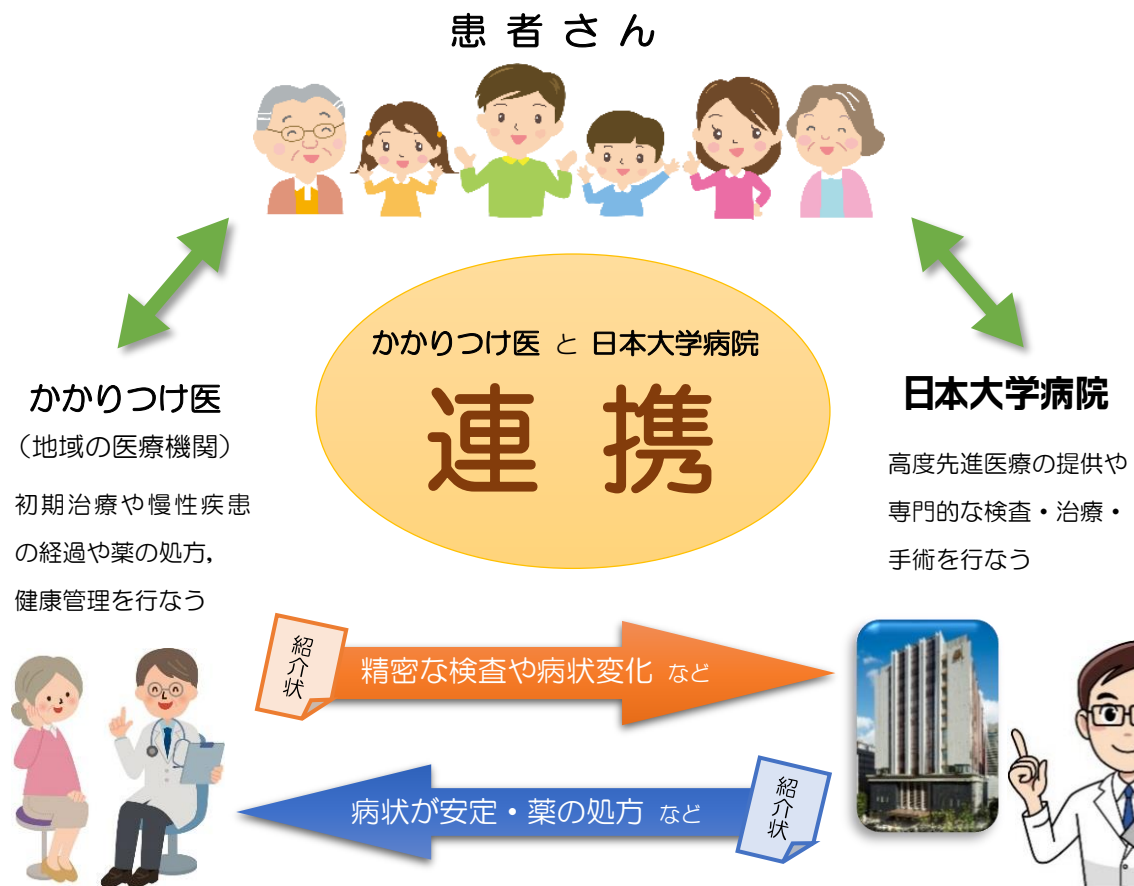 患者さん
かかりつけ医 と 日本大学病院
連携
かかりつけ医
（地域の医療機関）
初期治療や慢性疾患
の経過や薬の処方，
健康管理を行なう
日本大学病院
高度先進医療の提供や
専門的な検査・治療・
手術を行なう
紹介状
精密な検査や病状変化 など
病状が安定・薬の処方 など
紹介状